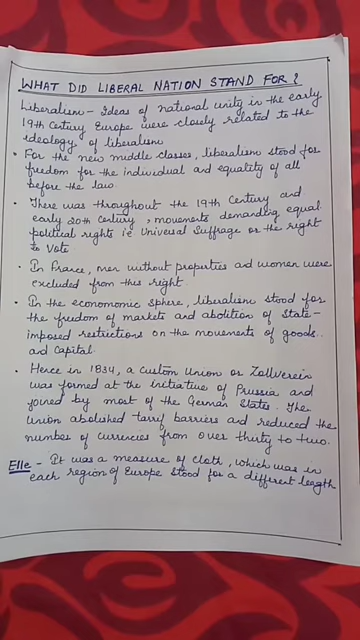 WHAT DID LIBERAL NATION STAND FOR?
Liberalism - Ideas of national unity in the early
19th Century Europe were closely related to the
ideology of liberalism
• For the new middle classes, liberalism stood for
freedom for the individual and equality of all
before the law.
• There was throughout the 19th Century and
early 20th Century, movements demanding equal
political rights ie Universal Suffrage or the right
to Vote.
• In France, men without properties and women were
excluded from this right.
• In the economomic sphere, liberalism stood for
the freedom of markets and abolition of State-
imposed restrictions on the movements of goods
and Capital.
• Hence in 1834, a custom Union or Zollverein
was formed at the initiative of Prussia and
joined by most of the German States. The
union abolished tarrif barriers and reduced the
number of currencies from over thirty to two.
Elle - It was a measure of cloth, which was in
each region of Europe stood for a different length